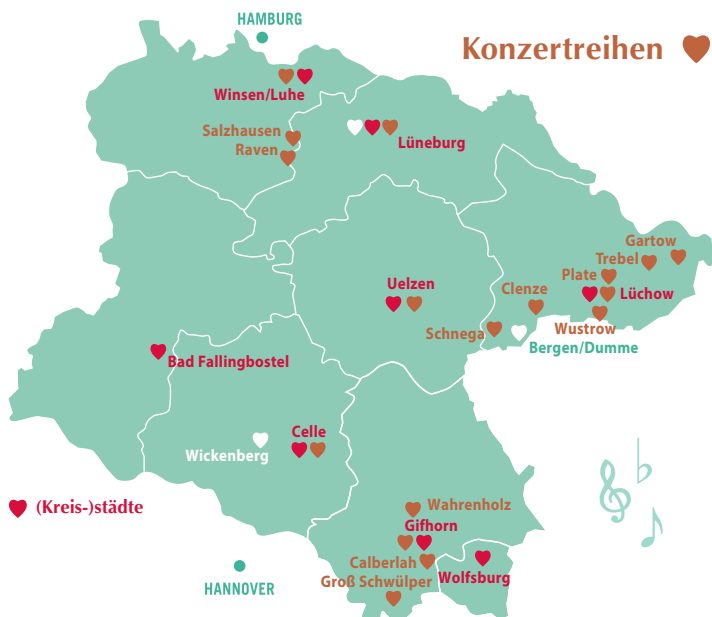 HAMBURG
Konzertreihen
Winsen/Luhe
Salzhausen
Raven
Lüneburg
Gartow
Trebel
Plate
Uelzen
Clenze
Lüchow
Schnega
Wustrow
Bergen/Dumme
Bad Fallingbostel
Celle
Wickenberg
(Kreis-)städte
Wahrenholz
Gifhorn
Calberlah
Groß Schwülper
Wolfsburg
HANNOVER